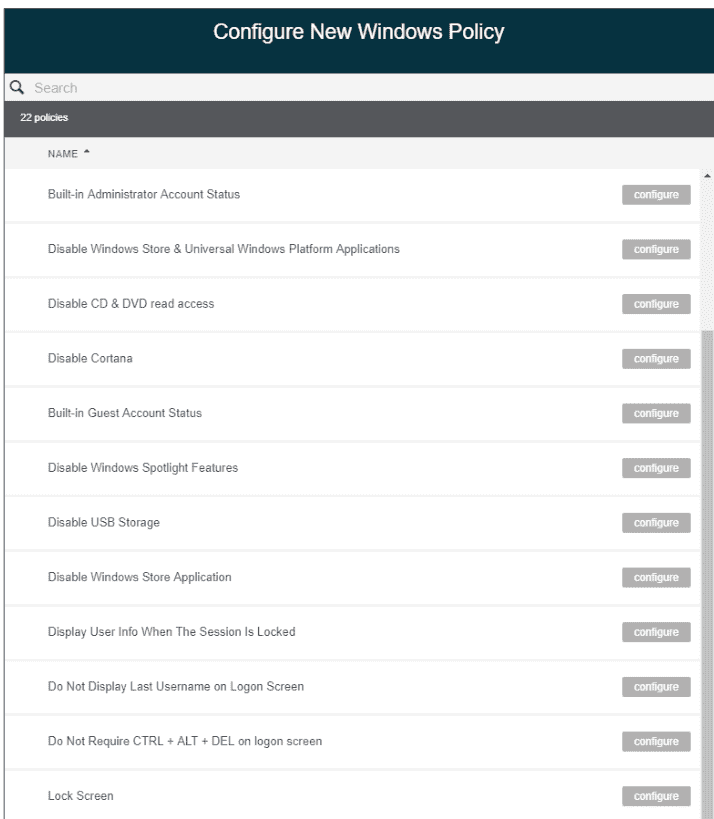 Configure New Windows Policy
Search
22 policies
NAME
Built-in Administrator Account Status configure
Disable Windows Store & Universal Windows Platform Applications configure
Disable CD & DVD read access configure
Disable Cortana configure
Built-in Guest Account Status configure
Disable Windows Spotlight Features configure
Disable USB Storage configure
Disable Windows Store Application configure
Display User Info When The Session Is Locked configure
Do Not Display Last Username on Logon Screen configure
Do Not Require CTRL + ALT + DEL on logon screen configure
Lock Screen configure